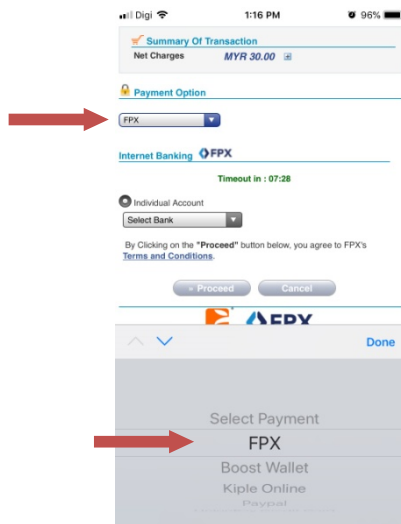 Digi 1:16 PM 96%
Summary Of Transaction
Net Charges MYR 30.00
Payment Option
FPX
Internet Banking FPX
Timeout in : 07:28
Individual Account
Select Bank
By Clicking on the "Proceed" button below, you agree to FPX's
Terms and Conditions.
» Proceed Cancel
FPX
Done
Select Payment
FPX
Boost Wallet
Kiple Online
Paypal